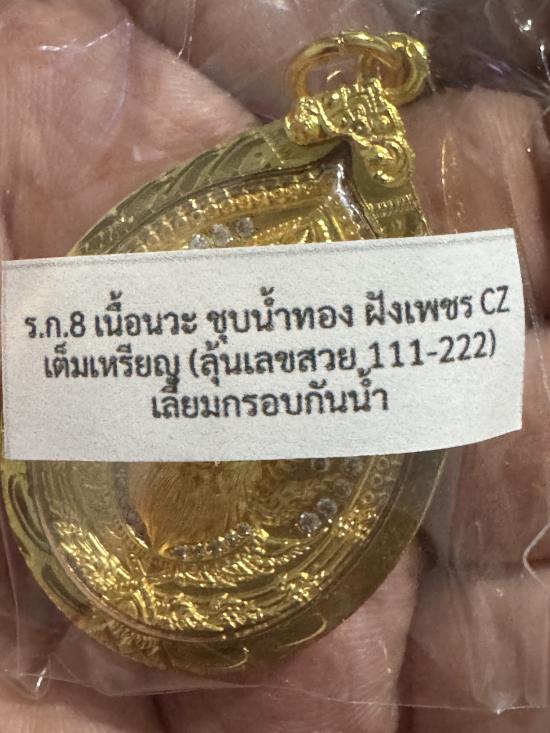 ร.ก.8 เนื้อนวะ ชุบน้ำทอง ฝังเพชร CZ
เต็มเหรียญ (ลุ้นเลขสวย 111-222)
เลี่ยมกรอบกันน้ำ